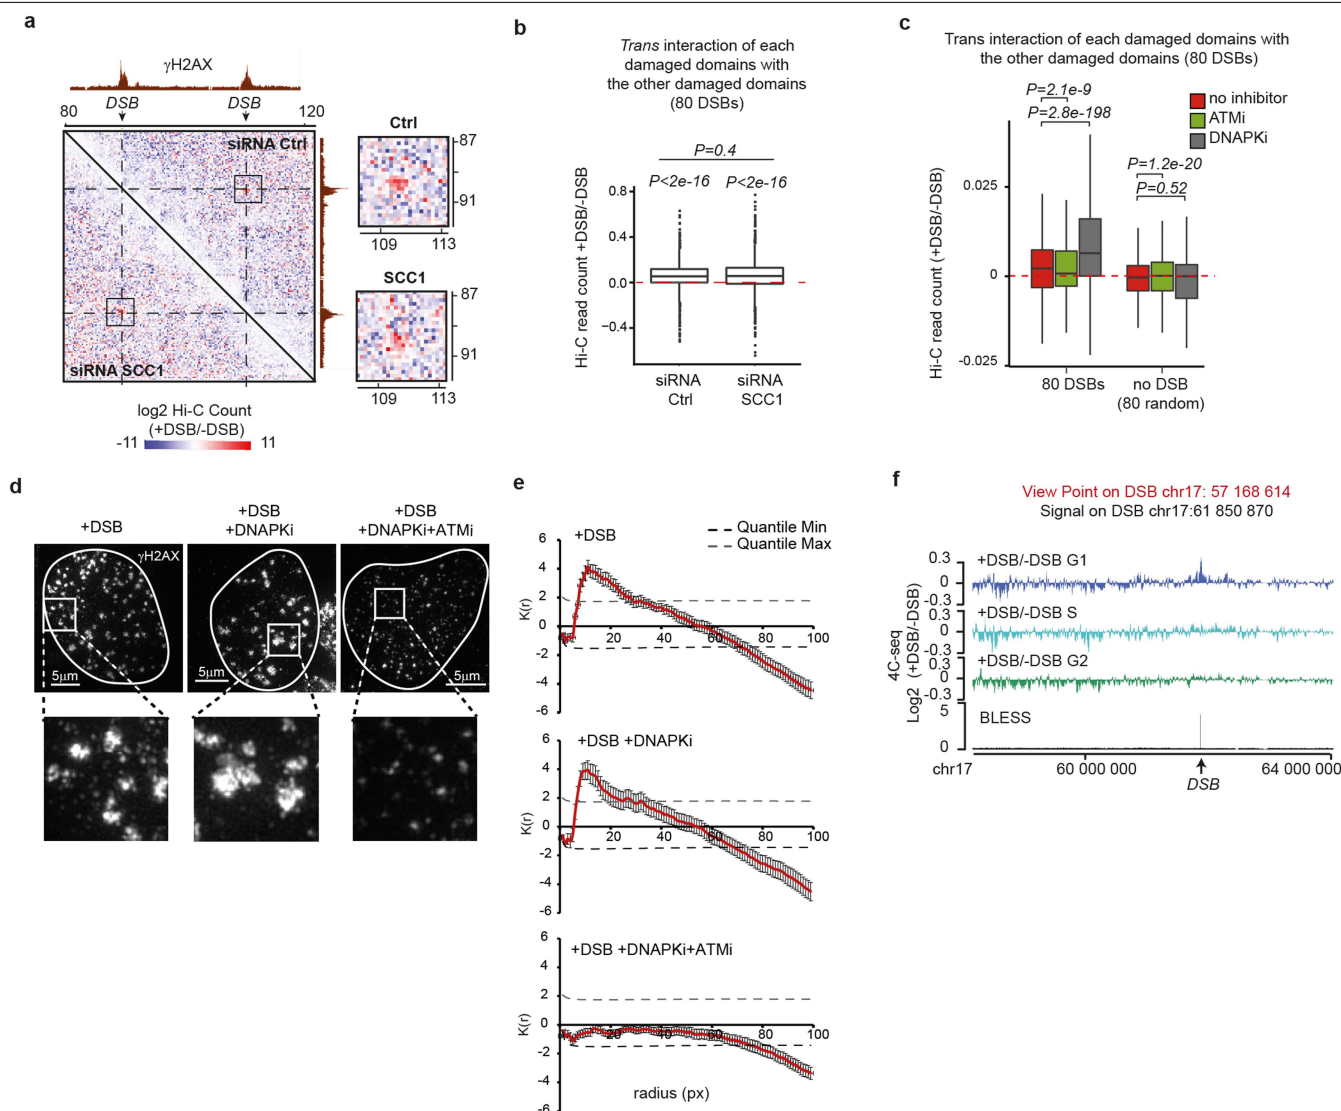 a
γH2AX
DSB
DSB
80
120
siRNA Ctrl
siRNA SCC1
log2 Hi-C Count
(+DSB/-DSB)
-11
11
Ctrl
87
91
109
113
SCC1
87
91
109
113
b
Trans interaction of each
damaged domains with
the other damaged domains
(80 DSBs)
P=0.4
P<2e-16
P<2e-16
Hi-C read count +DSB/-DSB
0.8
0.4
0.0
−0.4
siRNA
Ctrl
siRNA
SCC1
c
Trans interaction of each damaged domains with
the other damaged domains (80 DSBs)
P=2.1e-9
P=2.8e-198
no inhibitor
ATMi
DNAPKi
P=1.2e-20
P=0.52
Hi-C read count (+DSB/-DSB)
0.025
0
-0.025
80 DSBs
no DSB
(80 random)
d
+DSB
+DSB
+DNAPKi
+DSB
+DNAPKi+ATMi
γH2AX
5μm
5μm
5μm
e
Quantile Min
Quantile Max
+DSB
K(r)
6
4
2
0
-2
-4
-6
20
40
60
80
100
+DSB +DNAPKi
K(r)
6
4
2
0
-2
-4
-6
20
40
60
80
100
+DSB +DNAPKi+ATMi
K(r)
6
4
2
0
-2
-4
-6
20
40
60
80
100
radius (px)
f
View Point on DSB chr17: 57 168 614
Signal on DSB chr17:61 850 870
4C-seq
Log2 (+DSB/-DSB)
+DSB/-DSB G1
0.3
0
-0.3
+DSB/-DSB S
0.3
0
-0.3
+DSB/-DSB G2
0.3
0
-0.3
BLESS
5
0
chr17
60 000 000
64 000 000
DSB